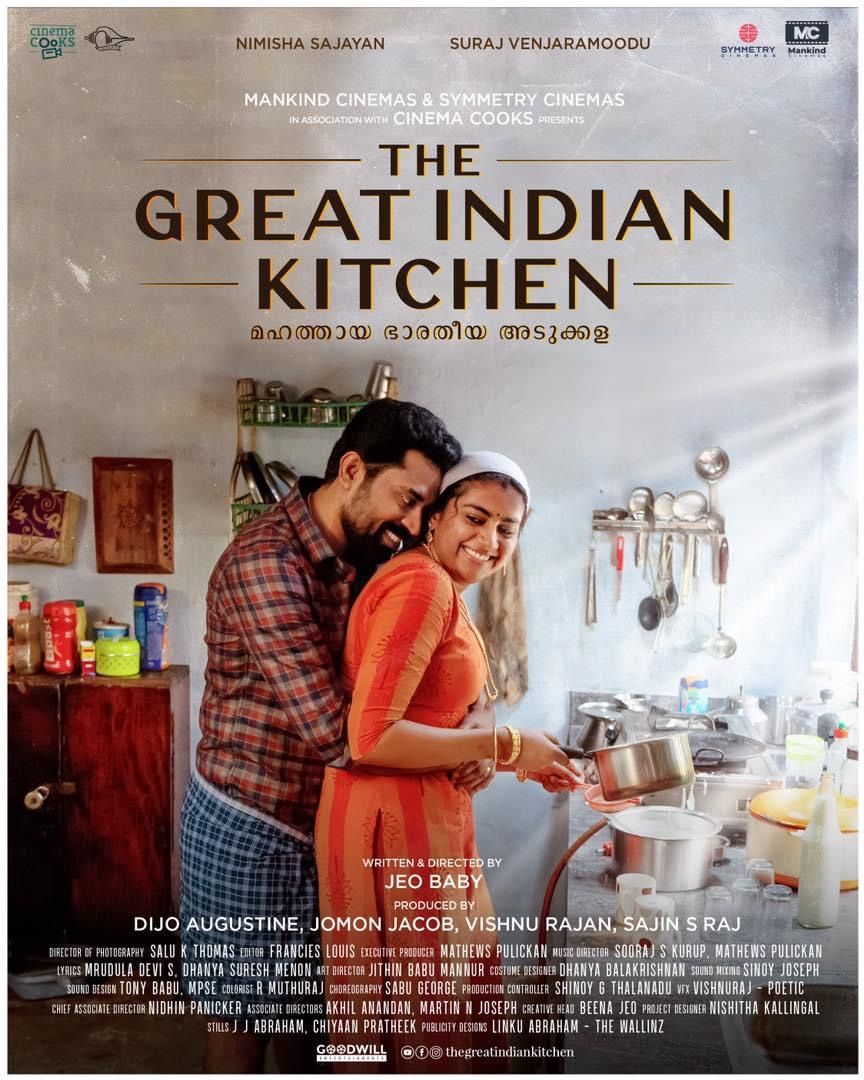 cinema
COOKS
NIMISHA SAJAYAN
SURAJ VENJARAMOODU
SYMMETRY
CINEMAS
MC
Mankind
Cinemas
MANKIND CINEMAS & SYMMETRY CINEMAS
IN ASSOCIATION WITH CINEMA COOKS PRESENTS
THE
GREAT INDIAN
KITCHEN
മഹത്തായ ഭാരതീയ അടുക്കള
Boost
WRITTEN & DIRECTED BY
JEO BABY
PRODUCED BY
DIJO AUGUSTINE, JOMON JACOB, VISHNU RAJAN, SAJIN S RAJ
DIRECTOR OF PHOTOGRAPHY SALU K THOMAS EDITOR FRANCIES LOUIS EXECUTIVE PRODUCER MATHEWS PULICKAN MUSIC DIRECTOR SOORAJ S KURUP, MATHEWS PULICKAN
LYRICS MRUDULA DEVI S, DHANYA SURESH MENON ART DIRECTOR JITHIN BABU MANNUR COSTUME DESIGNER DHANYA BALAKRISHNAN SOUND MIXING SINOY JOSEPH
SOUND DESIGN TONY BABU, MPSE COLORIST R MUTHURAJ CHOREOGRAPHY SABU GEORGE PRODUCTION CONTROLLER SHINOY G THALANADU VFX VISHNURAJ - POETIC
CHIEF ASSOCIATE DIRECTOR NIDHIN PANICKER ASSOCIATE DIRECTORS AKHIL ANANDAN, MARTIN N JOSEPH CREATIVE HEAD BEENA JEO PROJECT DESIGNER NISHITHA KALLINGAL
STILLS J J ABRAHAM, CHIYAAN PRATHEEK PUBLICITY DESIGNS LINKU ABRAHAM - THE WALLINZ
GOODWILL
ENTERTAINMENTS
thegreatindiankitchen